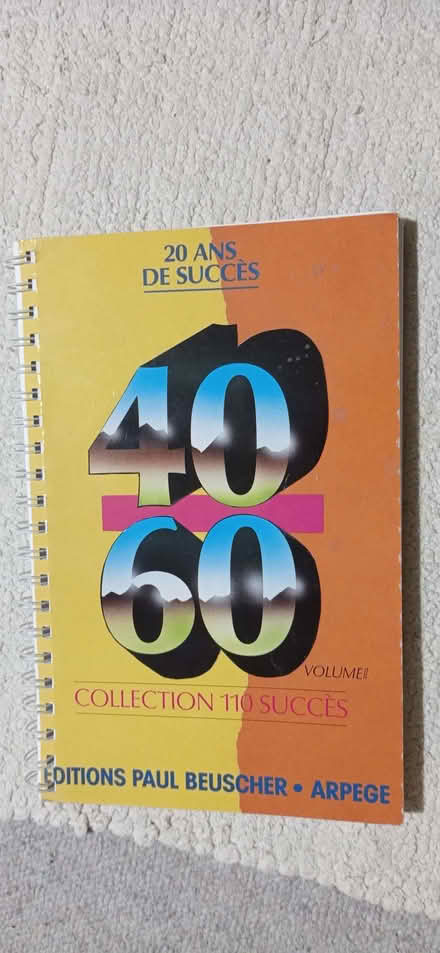 20 ANS
DE SUCCÈS
40
60
VOLUME
COLLECTION 110 SUCCÈS
EDITIONS PAUL BEUSCHER • ARPEGE